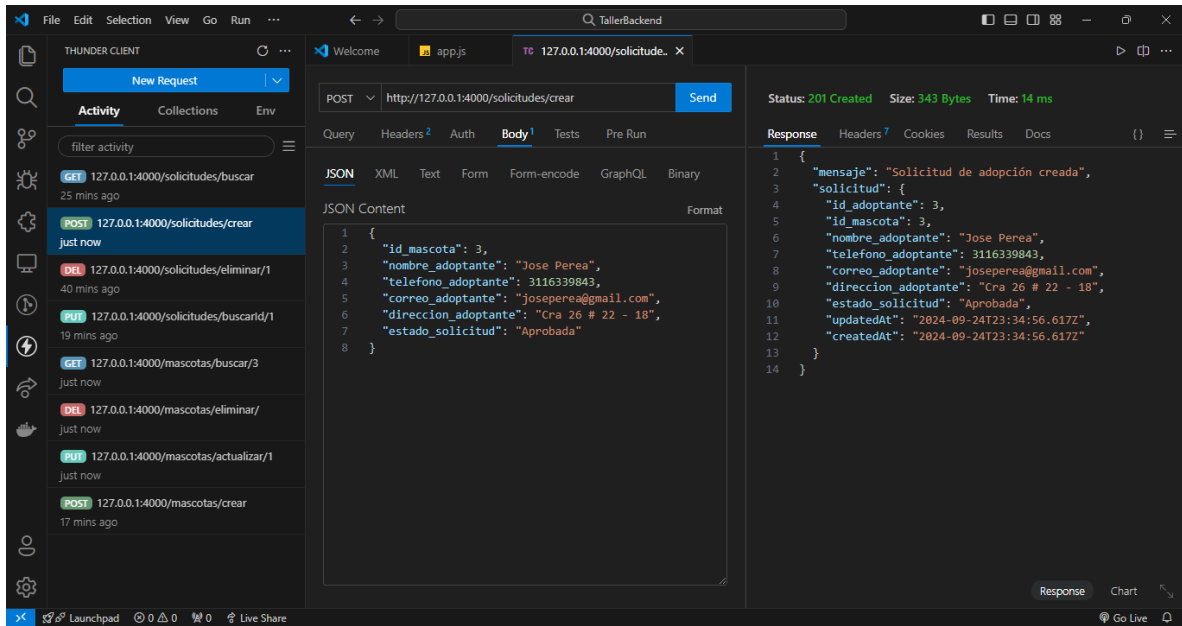 File Edit Selection View Go Run ··· ← → TallerBackend
THUNDER CLIENT
New Request
Activity Collections Env
filter activity
GET 127.0.0.1:4000/solicitudes/buscar
25 mins ago
POST 127.0.0.1:4000/solicitudes/crear
just now
DEL 127.0.0.1:4000/solicitudes/eliminar/1
40 mins ago
PUT 127.0.0.1:4000/solicitudes/buscarId/1
19 mins ago
GET 127.0.0.1:4000/mascotas/buscar/3
just now
DEL 127.0.0.1:4000/mascotas/eliminar/
just now
PUT 127.0.0.1:4000/mascotas/actualizar/1
just now
POST 127.0.0.1:4000/mascotas/crear
17 mins ago
Welcome JS app.js TC 127.0.0.1:4000/solicitude..
POST http://127.0.0.1:4000/solicitudes/crear Send
Query Headers 2 Auth Body 1 Tests Pre Run
JSON XML Text Form Form-encode GraphQL Binary
JSON Content Format
1 {
2 "id_mascota": 3,
3 "nombre_adoptante": "Jose Perea",
4 "telefono_adoptante": 3116339843,
5 "correo_adoptante": "joseperea@gmail.com",
6 "direccion_adoptante": "Cra 26 # 22 - 18",
7 "estado_solicitud": "Aprobada"
8 }
Status: 201 Created Size: 343 Bytes Time: 14 ms
Response Headers 7 Cookies Results Docs { }
1 {
2 "mensaje": "Solicitud de adopción creada",
3 "solicitud": {
4 "id_adoptante": 3,
5 "id_mascota": 3,
6 "nombre_adoptante": "Jose Perea",
7 "telefono_adoptante": 3116339843,
8 "correo_adoptante": "joseperea@gmail.com",
9 "direccion_adoptante": "Cra 26 # 22 - 18",
10 "estado_solicitud": "Aprobada",
11 "updatedAt": "2024-09-24T23:34:56.617Z",
12 "createdAt": "2024-09-24T23:34:56.617Z"
13 }
14 }
Response Chart
Launchpad 0 0 0 Live Share Go Live